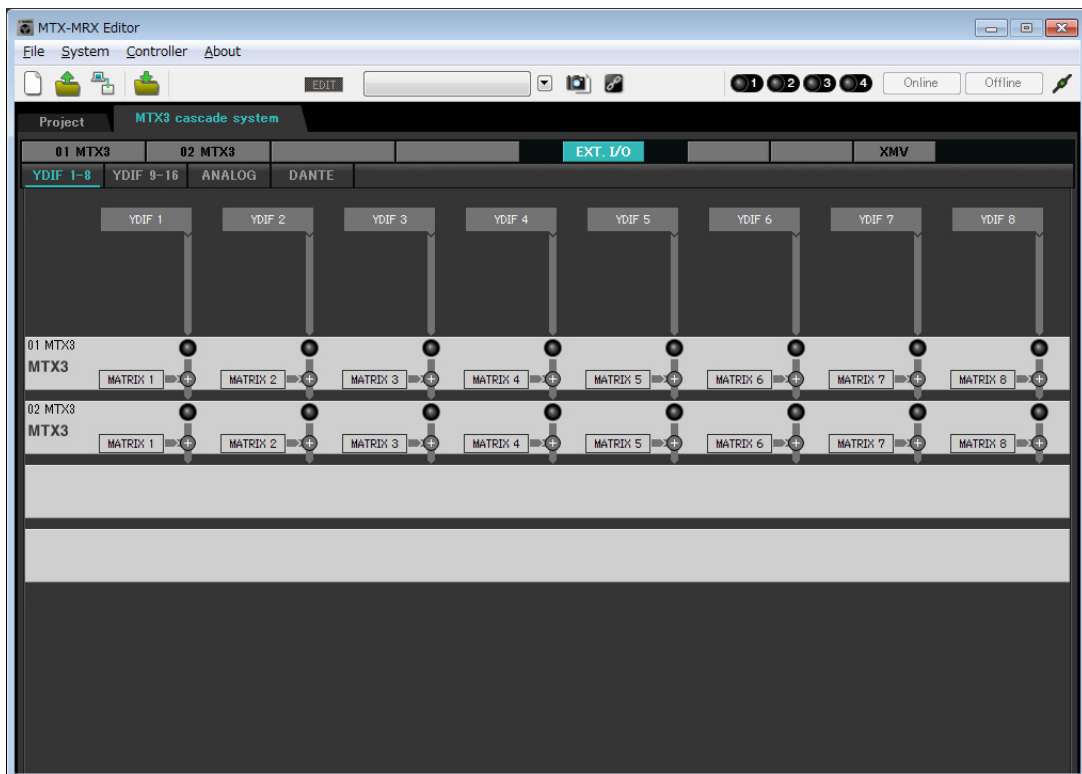 MTX-MRX Editor
File System Controller About
EDIT 1 2 3 4 Online Offline
Project MTX3 cascade system
01 MTX3 02 MTX3 EXT. I/O XMV
YDIF 1-8 YDIF 9-16 ANALOG DANTE
YDIF 1 YDIF 2 YDIF 3 YDIF 4 YDIF 5 YDIF 6 YDIF 7 YDIF 8
01 MTX3
MTX3
MATRIX 1 MATRIX 2 MATRIX 3 MATRIX 4 MATRIX 5 MATRIX 6 MATRIX 7 MATRIX 8
02 MTX3
MTX3
MATRIX 1 MATRIX 2 MATRIX 3 MATRIX 4 MATRIX 5 MATRIX 6 MATRIX 7 MATRIX 8